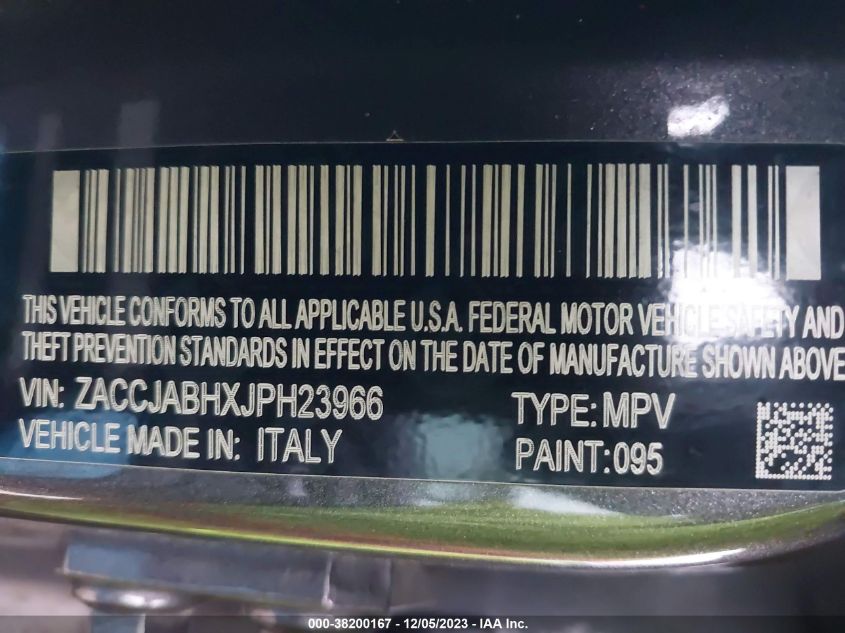 THIS VEHICLE CONFORMS TO ALL APPLICABLE U.S.A. FEDERAL MOTOR VEHICLE SAFETY AND
THEFT PREVENTION STANDARDS IN EFFECT ON THE DATE OF MANUFACTURE SHOWN ABOVE
VIN: ZACCJABHXJPH23966 TYPE: MPV
VEHICLE MADE IN: ITALY PAINT: 095
000-38200167 - 12/05/2023 - IAA Inc.